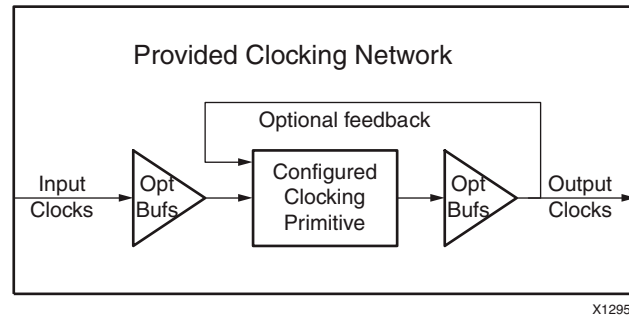 Provided Clocking Network
Optional feedback
Input
Clocks
Opt
Bufs
Configured
Clocking
Primitive
Opt
Bufs
Output
Clocks
X1295